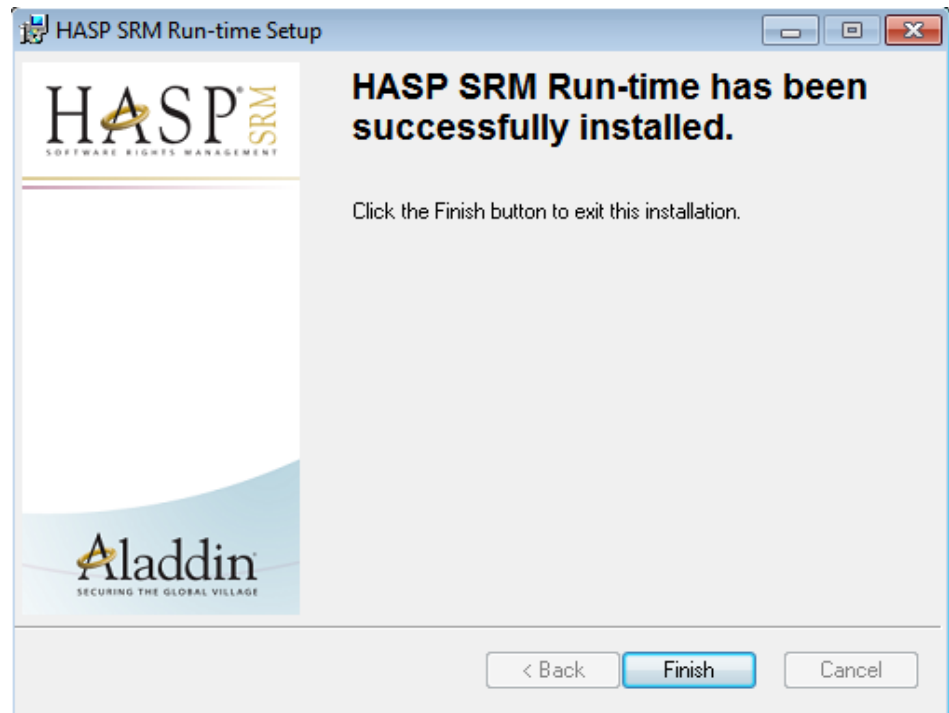 HASP SRM Run-time Setup
HASP SRM
SOFTWARE RIGHTS MANAGEMENT
HASP SRM Run-time has been
successfully installed.
Click the Finish button to exit this installation.
Aladdin
SECURING THE GLOBAL VILLAGE
< Back Finish Cancel